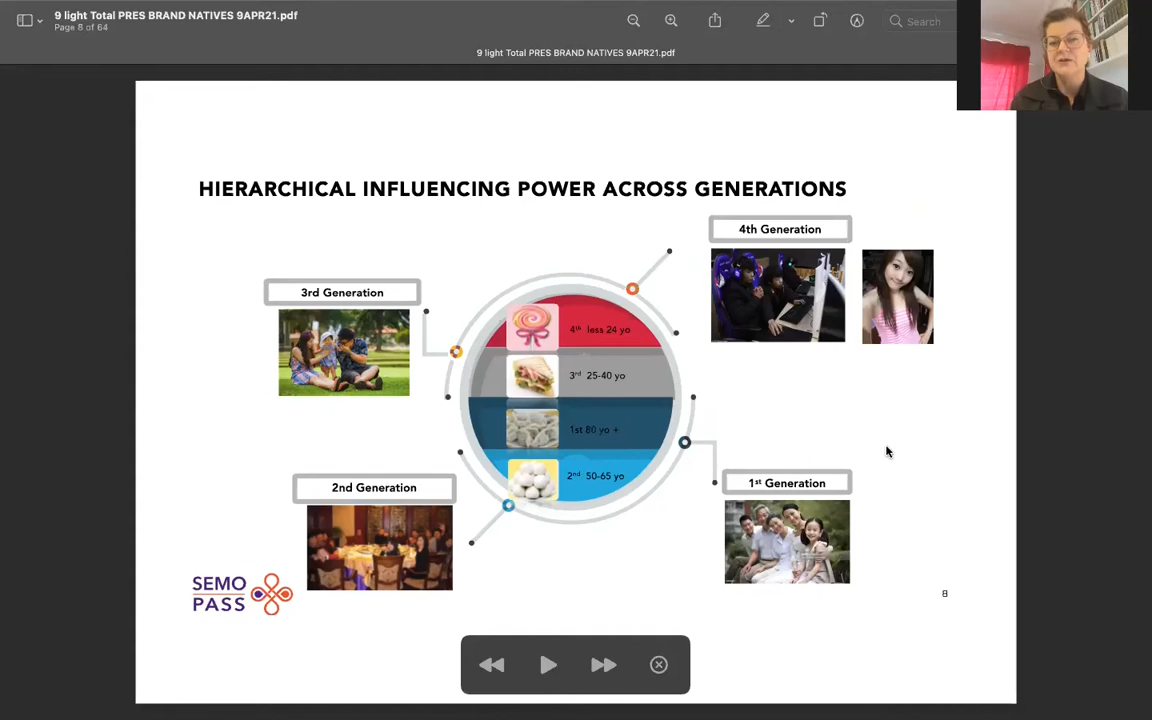 9 light Total PRES BRAND NATIVES 9APR21.pdf
Page 8 of 64
Search
9 light Total PRES BRAND NATIVES 9APR21.pdf
HIERARCHICAL INFLUENCING POWER ACROSS GENERATIONS
4th Generation
3rd Generation
4th less 24 yo
3rd 25-40 yo
1st 80 yo +
2nd 50-65 yo
2nd Generation
1st Generation
SEMO
PASS
8